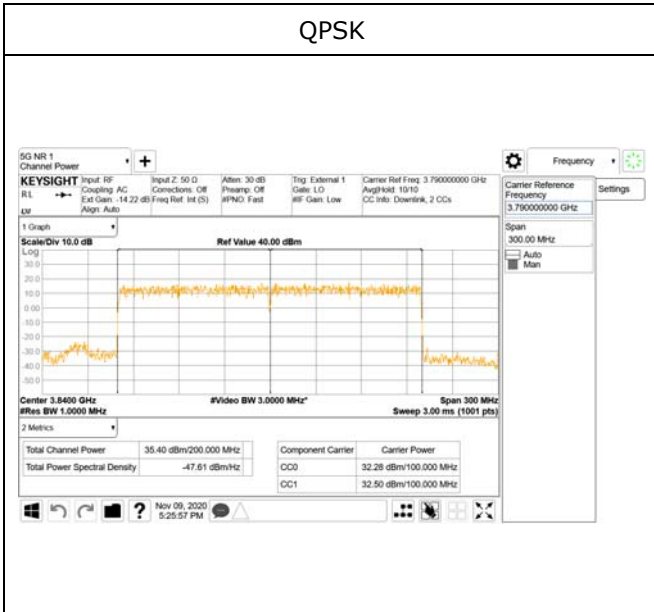 QPSK
5G NR 1
Channel Power
+
Frequency
KEYSIGHT
RL
Input: RF
Coupling: AC
Ext Gain: -14.22 dB
Align: Auto
Input Z: 50 Ω
Corrections: Off
Freq Ref: Int (S)
Atten: 30 dB
Preamp: Off
#PNO: Fast
Trig: External 1
Gate: LO
#IF Gain: Low
Carrier Ref Freq: 3.790000000 GHz
Avg|Hold: 10/10
CC Info: Downlink, 2 CCs
Carrier Reference
Frequency
3.790000000 GHz
Settings
Span
300.00 MHz
Auto
Man
1 Graph
Scale/Div 10.0 dB
Ref Value 40.00 dBm
Log
30.0
20.0
10.0
0.00
-10.0
-20.0
-30.0
-40.0
-50.0
Center 3.8400 GHz
#Video BW 3.0000 MHz*
Span 300 MHz
#Res BW 1.0000 MHz
Sweep 3.00 ms (1001 pts)
2 Metrics
Total Channel Power 35.40 dBm/200.000 MHz
Total Power Spectral Density -47.61 dBm/Hz
Component Carrier Carrier Power
CC0 32.28 dBm/100.000 MHz
CC1 32.50 dBm/100.000 MHz
?
Nov 09, 2020
5:25:57 PM